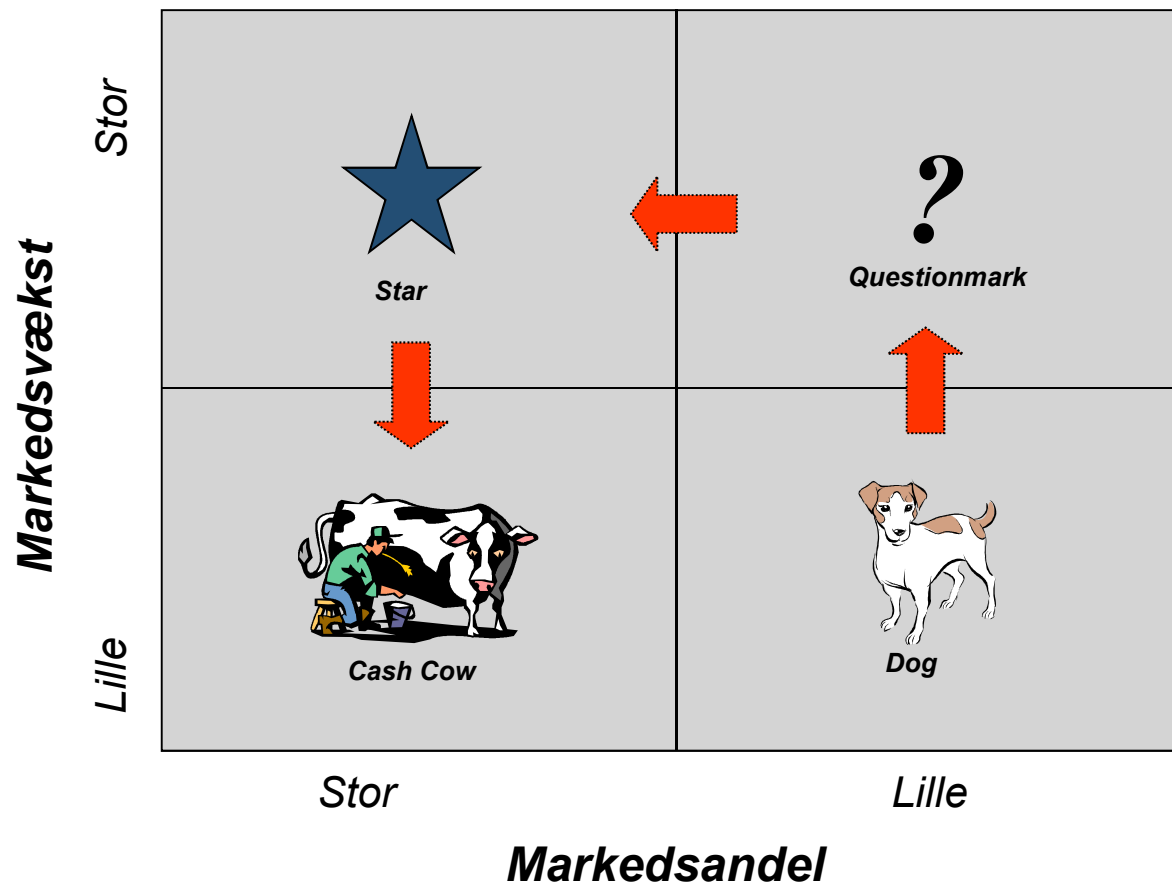 Stor
?
Star
Questionmark
Markedsvækst
Cash Cow
Dog
Lille
Stor
Lille
Markedsandel